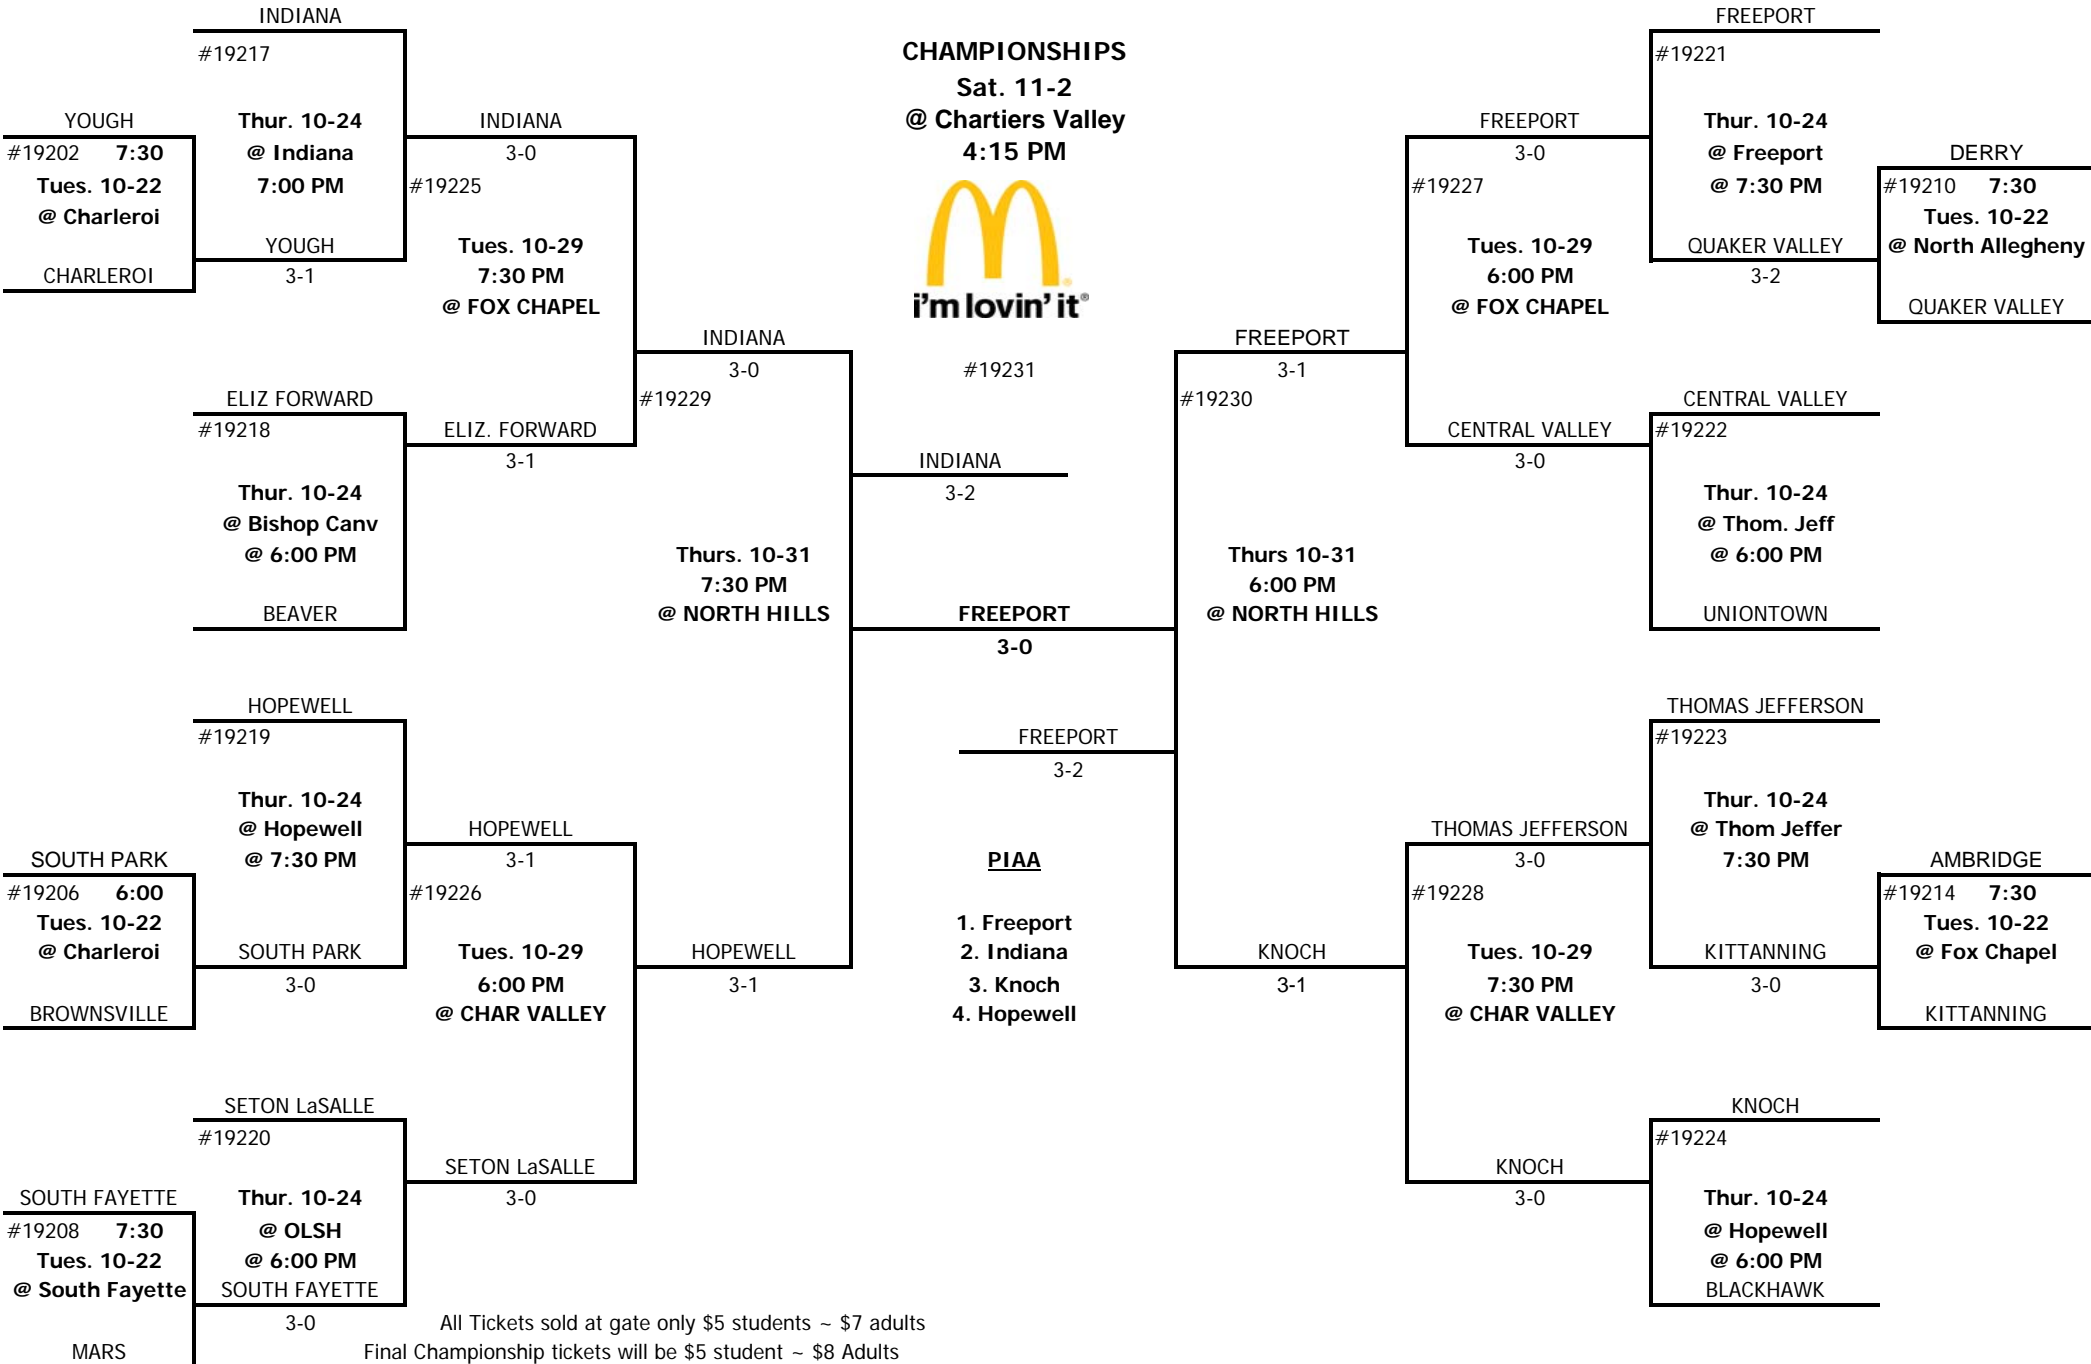 INDIANA
#19217
YOUGH
#19202 7:30
Tues. 10-22
@ Charleroi
CHARLEROI
Thur. 10-24
@ Indiana
7:00 PM
YOUGH
3-1
INDIANA
3-0
#19225
Tues. 10-29
7:30 PM
@ FOX CHAPEL
ELIZ FORWARD
#19218
Thur. 10-24
@ Bishop Canv
@ 6:00 PM
BEAVER
ELIZ. FORWARD
3-1
INDIANA
3-0
#19229
Thurs. 10-31
7:30 PM
@ NORTH HILLS
HOPEWELL
#19219
Thur. 10-24
@ Hopewell
@ 7:30 PM
SOUTH PARK
#19206 6:00
Tues. 10-22
@ Charleroi
BROWNSVILLE
SOUTH PARK
3-0
HOPEWELL
3-1
#19226
Tues. 10-29
6:00 PM
@ CHAR VALLEY
HOPEWELL
3-1
SETON LaSALLE
#19220
Thur. 10-24
@ OLSH
@ 6:00 PM
SOUTH FAYETTE
#19208 7:30
Tues. 10-22
@ South Fayette
MARS
SOUTH FAYETTE
3-0
SETON LaSALLE
3-0
CHAMPIONSHIPS
Sat. 11-2
@ Chartiers Valley
4:15 PM
i'm lovin' it®
#19231
INDIANA
3-2
FREEPORT
3-0
FREEPORT
3-2
PIAA
1. Freeport
2. Indiana
3. Knoch
4. Hopewell
FREEPORT
#19221
Thur. 10-24
@ Freeport
@ 7:30 PM
DERRY
#19210 7:30
Tues. 10-22
@ North Allegheny
QUAKER VALLEY
QUAKER VALLEY
3-2
FREEPORT
3-0
#19227
Tues. 10-29
6:00 PM
@ FOX CHAPEL
CENTRAL VALLEY
#19222
Thur. 10-24
@ Thom. Jeff
@ 6:00 PM
UNIONTOWN
CENTRAL VALLEY
3-0
FREEPORT
3-1
#19230
Thurs 10-31
6:00 PM
@ NORTH HILLS
THOMAS JEFFERSON
#19223
Thur. 10-24
@ Thom Jeffer
7:30 PM
AMBRIDGE
#19214 7:30
Tues. 10-22
@ Fox Chapel
KITTANNING
KITTANNING
3-0
THOMAS JEFFERSON
3-0
#19228
Tues. 10-29
7:30 PM
@ CHAR VALLEY
KNOCH
3-1
KNOCH
#19224
Thur. 10-24
@ Hopewell
@ 6:00 PM
BLACKHAWK
KNOCH
3-0
All Tickets sold at gate only $5 students ~ $7 adults
Final Championship tickets will be $5 student ~ $8 Adults